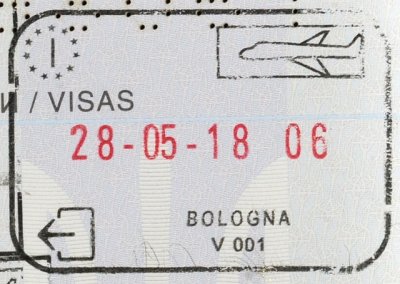 I
И / VISAS
28-05-18 06
BOLOGNA
V 001